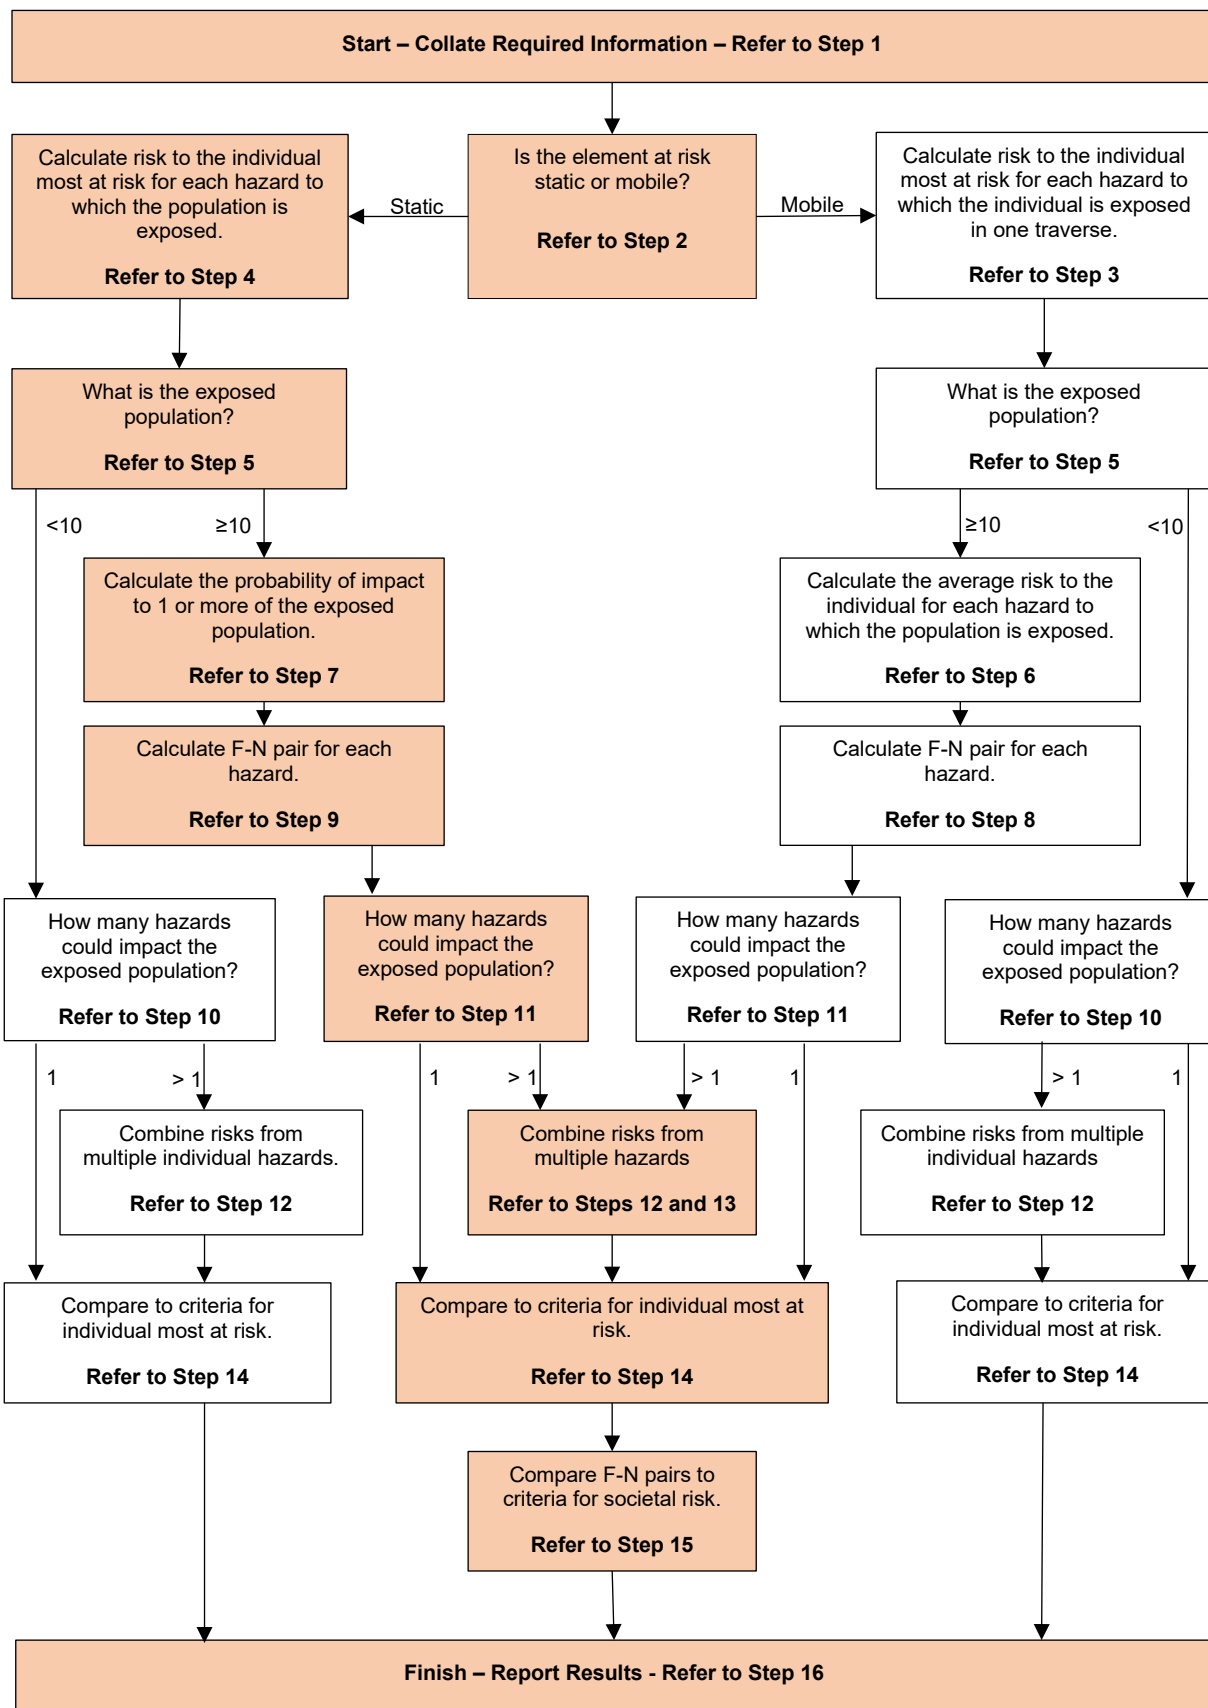 Start – Collate Required Information – Refer to Step 1
Calculate risk to the individual
most at risk for each hazard to
which the population is
exposed.
Refer to Step 4
Static
Is the element at risk
static or mobile?
Refer to Step 2
Mobile
Calculate risk to the individual
most at risk for each hazard to
which the individual is exposed
in one traverse.
Refer to Step 3
What is the exposed
population?
Refer to Step 5
What is the exposed
population?
Refer to Step 5
<10
≥10
≥10
<10
Calculate the probability of impact
to 1 or more of the exposed
population.
Refer to Step 7
Calculate the average risk to the
individual for each hazard to
which the population is exposed.
Refer to Step 6
Calculate F-N pair for each
hazard.
Refer to Step 9
Calculate F-N pair for each
hazard.
Refer to Step 8
How many hazards
could impact the
exposed population?
Refer to Step 10
How many hazards
could impact the
exposed population?
Refer to Step 11
How many hazards
could impact the
exposed population?
Refer to Step 11
How many hazards
could impact the
exposed population?
Refer to Step 10
1
> 1
1
> 1
> 1
1
> 1
1
Combine risks from
multiple individual hazards.
Refer to Step 12
Combine risks from
multiple hazards
Refer to Steps 12 and 13
Combine risks from multiple
individual hazards
Refer to Step 12
Compare to criteria for
individual most at risk.
Refer to Step 14
Compare to criteria for individual most at
risk.
Refer to Step 14
Compare to criteria for
individual most at risk.
Refer to Step 14
Compare F-N pairs to
criteria for societal risk.
Refer to Step 15
Finish – Report Results - Refer to Step 16